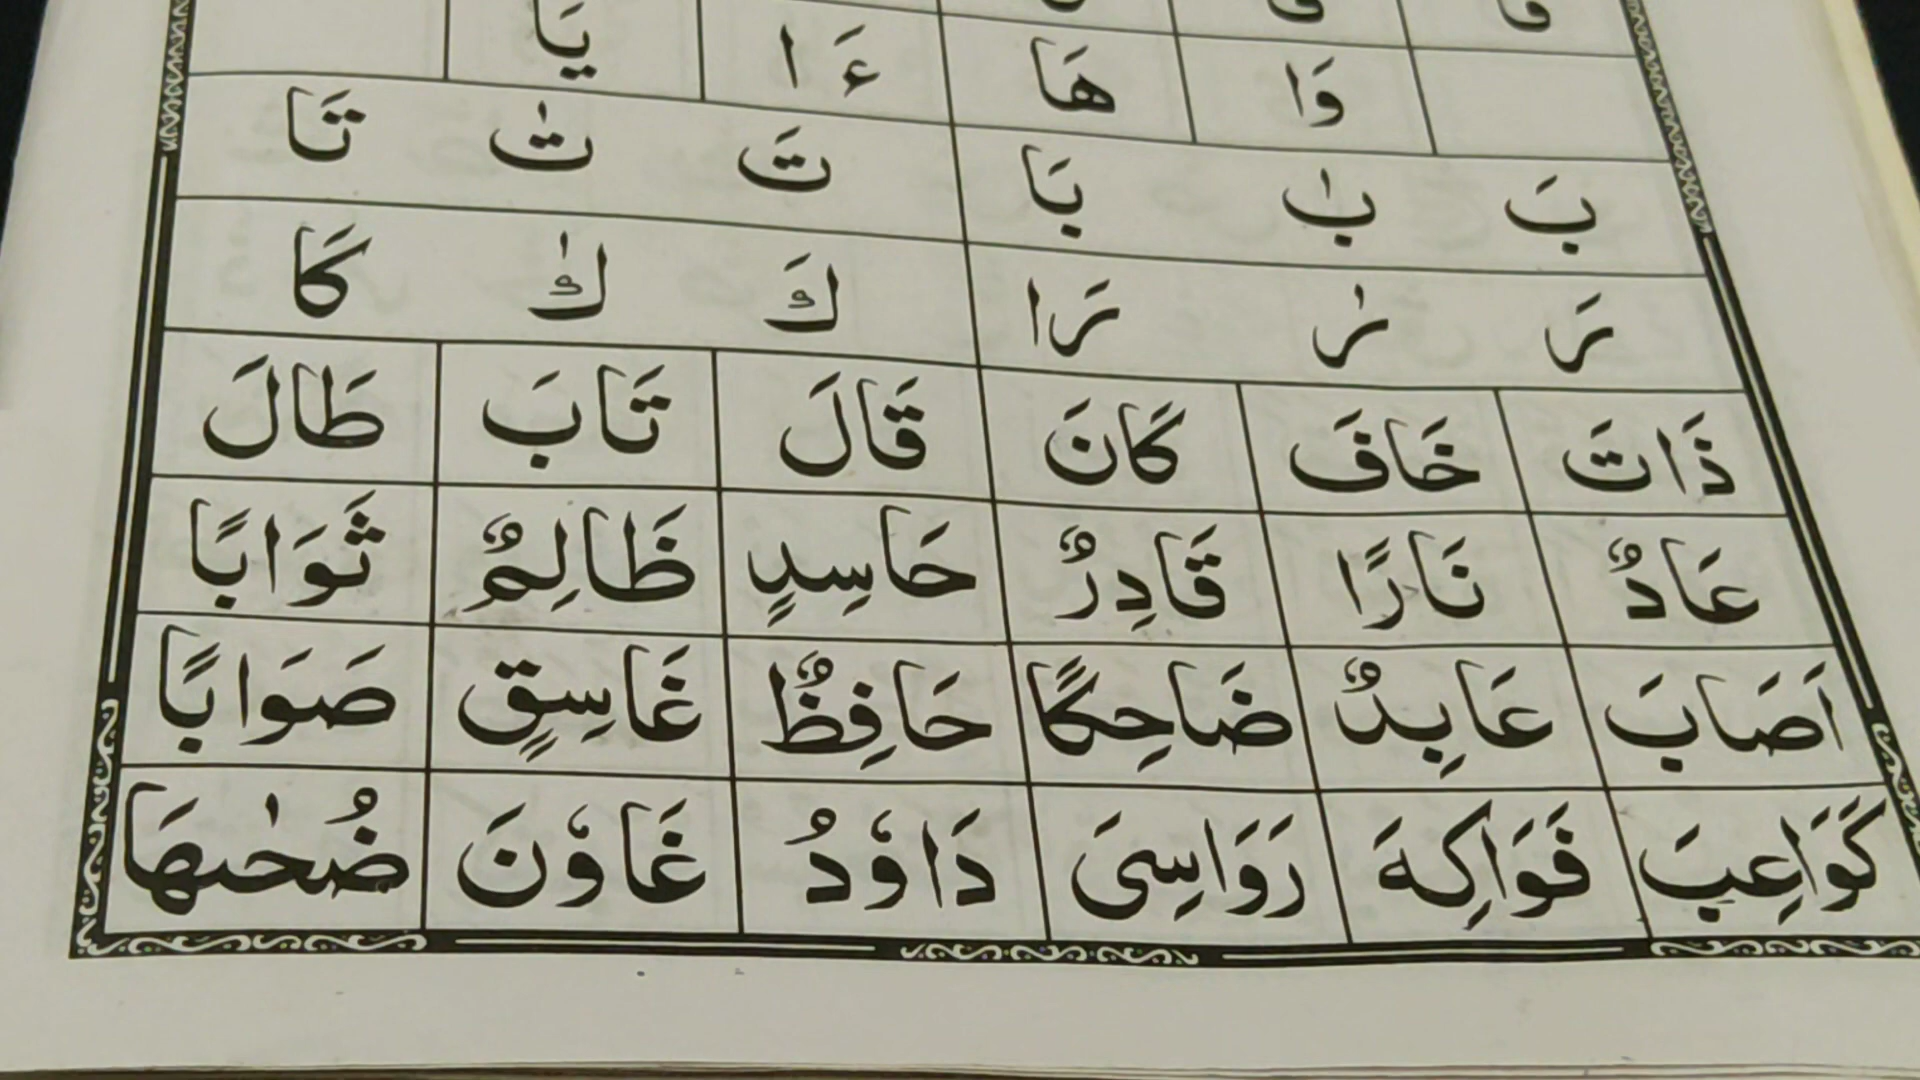 وَا هَا ءَا يَا
بَ بٰ بَا تَ تٰ تَا
رَ رٰ رَا كَ كٰ كَا
ذَاتَ خَافَ كَانَ قَالَ تَابَ طَالَ
عَادٌ نَارًا قَادِرٌ حَاسِدٍ ظَالِمٌ ثَوَابًا
اَصَابَ عَابِدٌ ضَاحِكًا حَافِظٌ غَاسِقٍ صَوَابًا
كَوَاعِبَ فَوَاكِهَ رَوَاسِىَ دَاوٗدُ غَاوٗنَ ضُحٰىهَا